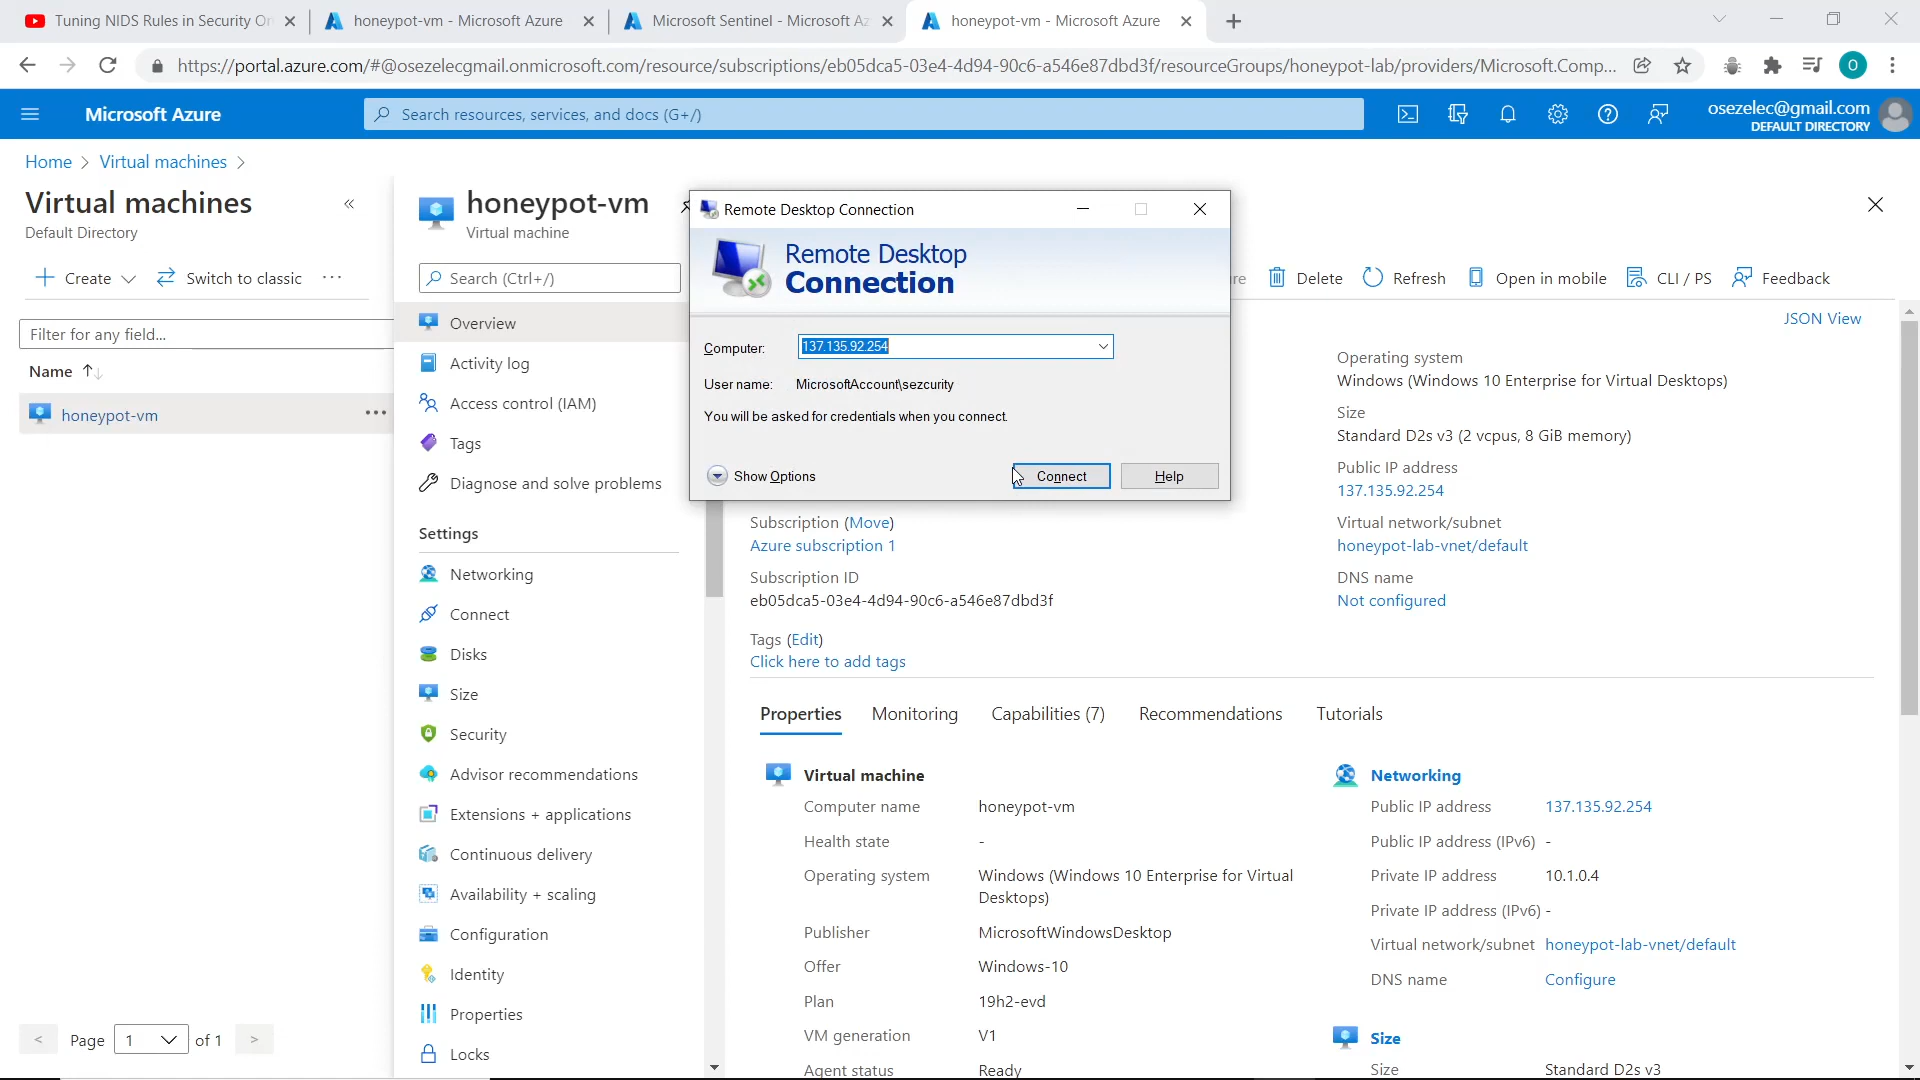 Tuning NIDS Rules in Security On
honeypot-vm - Microsoft Azure
Microsoft Sentinel - Microsoft Az
honeypot-vm - Microsoft Azure
https://portal.azure.com/#@osezelecgmail.onmicrosoft.com/resource/subscriptions/eb05dca5-03e4-4d94-90c6-a546e87dbd3f/resourceGroups/honeypot-lab/providers/Microsoft.Comp...
O
Microsoft Azure
Search resources, services, and docs (G+/)
osezelec@gmail.com
DEFAULT DIRECTORY
Home > Virtual machines >
Virtual machines
Default Directory
Create
Switch to classic
Filter for any field...
Name
honeypot-vm
Page 1 of 1
honeypot-vm
Virtual machine
Search (Ctrl+/)
Overview
Activity log
Access control (IAM)
Tags
Diagnose and solve problems
Settings
Networking
Connect
Disks
Size
Security
Advisor recommendations
Extensions + applications
Continuous delivery
Availability + scaling
Configuration
Identity
Properties
Locks
Remote Desktop Connection
Remote Desktop
Connection
Computer: 137.135.92.254
User name: MicrosoftAccount\sezcurity
You will be asked for credentials when you connect.
Show Options
Connect
Help
re
Delete
Refresh
Open in mobile
CLI / PS
Feedback
JSON View
Operating system
Windows (Windows 10 Enterprise for Virtual Desktops)
Size
Standard D2s v3 (2 vcpus, 8 GiB memory)
Public IP address
137.135.92.254
Virtual network/subnet
honeypot-lab-vnet/default
DNS name
Not configured
Subscription (Move)
Azure subscription 1
Subscription ID
eb05dca5-03e4-4d94-90c6-a546e87dbd3f
Tags (Edit)
Click here to add tags
Properties
Monitoring
Capabilities (7)
Recommendations
Tutorials
Virtual machine
Computer name honeypot-vm
Health state -
Operating system Windows (Windows 10 Enterprise for Virtual
Desktops)
Publisher MicrosoftWindowsDesktop
Offer Windows-10
Plan 19h2-evd
VM generation V1
Agent status Ready
Networking
Public IP address 137.135.92.254
Public IP address (IPv6) -
Private IP address 10.1.0.4
Private IP address (IPv6) -
Virtual network/subnet honeypot-lab-vnet/default
DNS name Configure
Size
Size Standard D2s v3